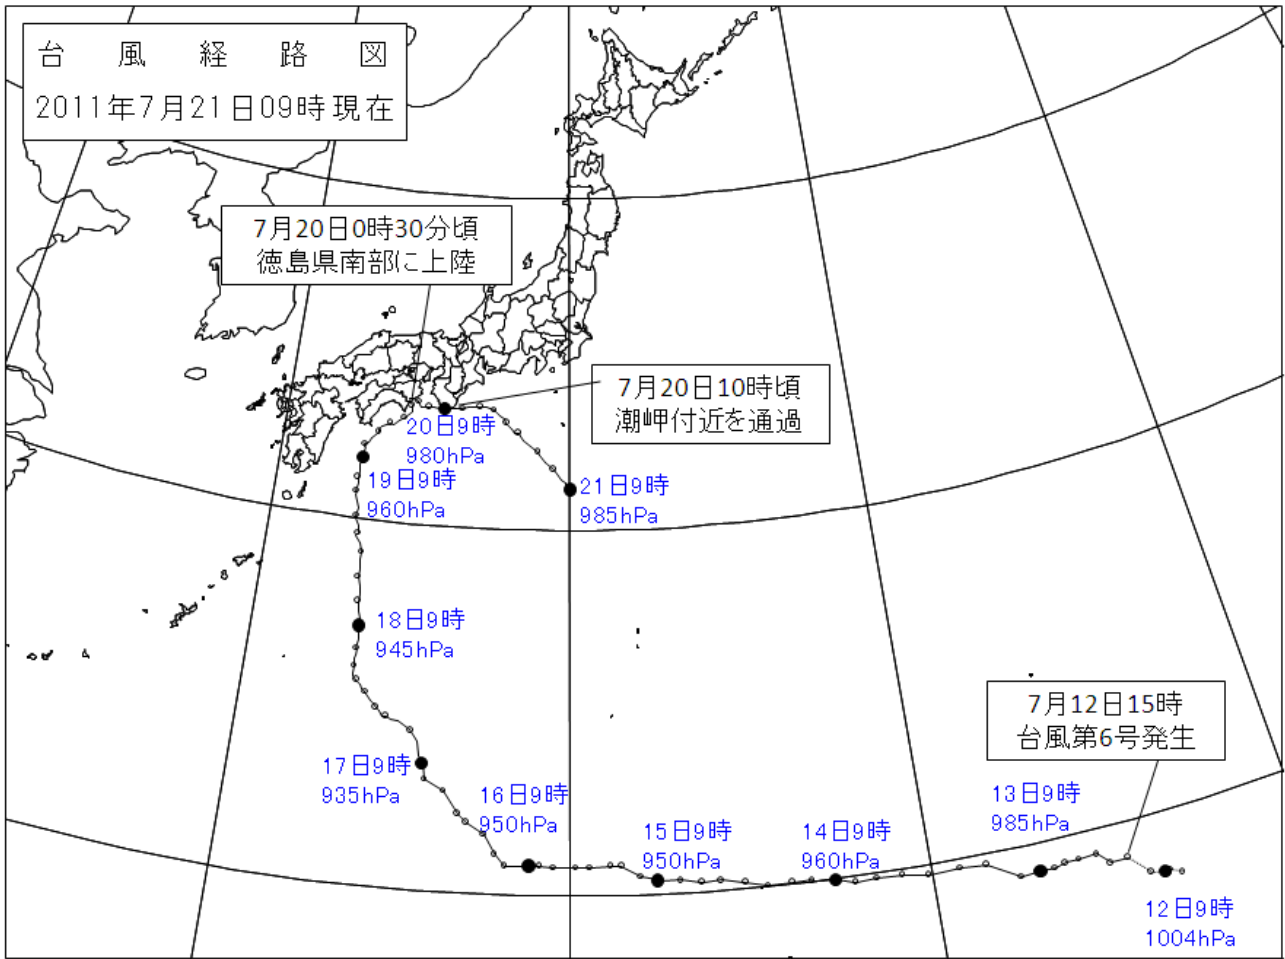 台風経路図
2011年7月21日09時現在
7月20日0時30分頃
徳島県南部に上陸
7月20日10時頃
潮岬付近を通過
20日9時
980hPa
19日9時
960hPa
21日9時
985hPa
18日9時
945hPa
7月12日15時
台風第6号発生
17日9時
935hPa
16日9時
950hPa
15日9時
950hPa
14日9時
960hPa
13日9時
985hPa
12日9時
1004hPa